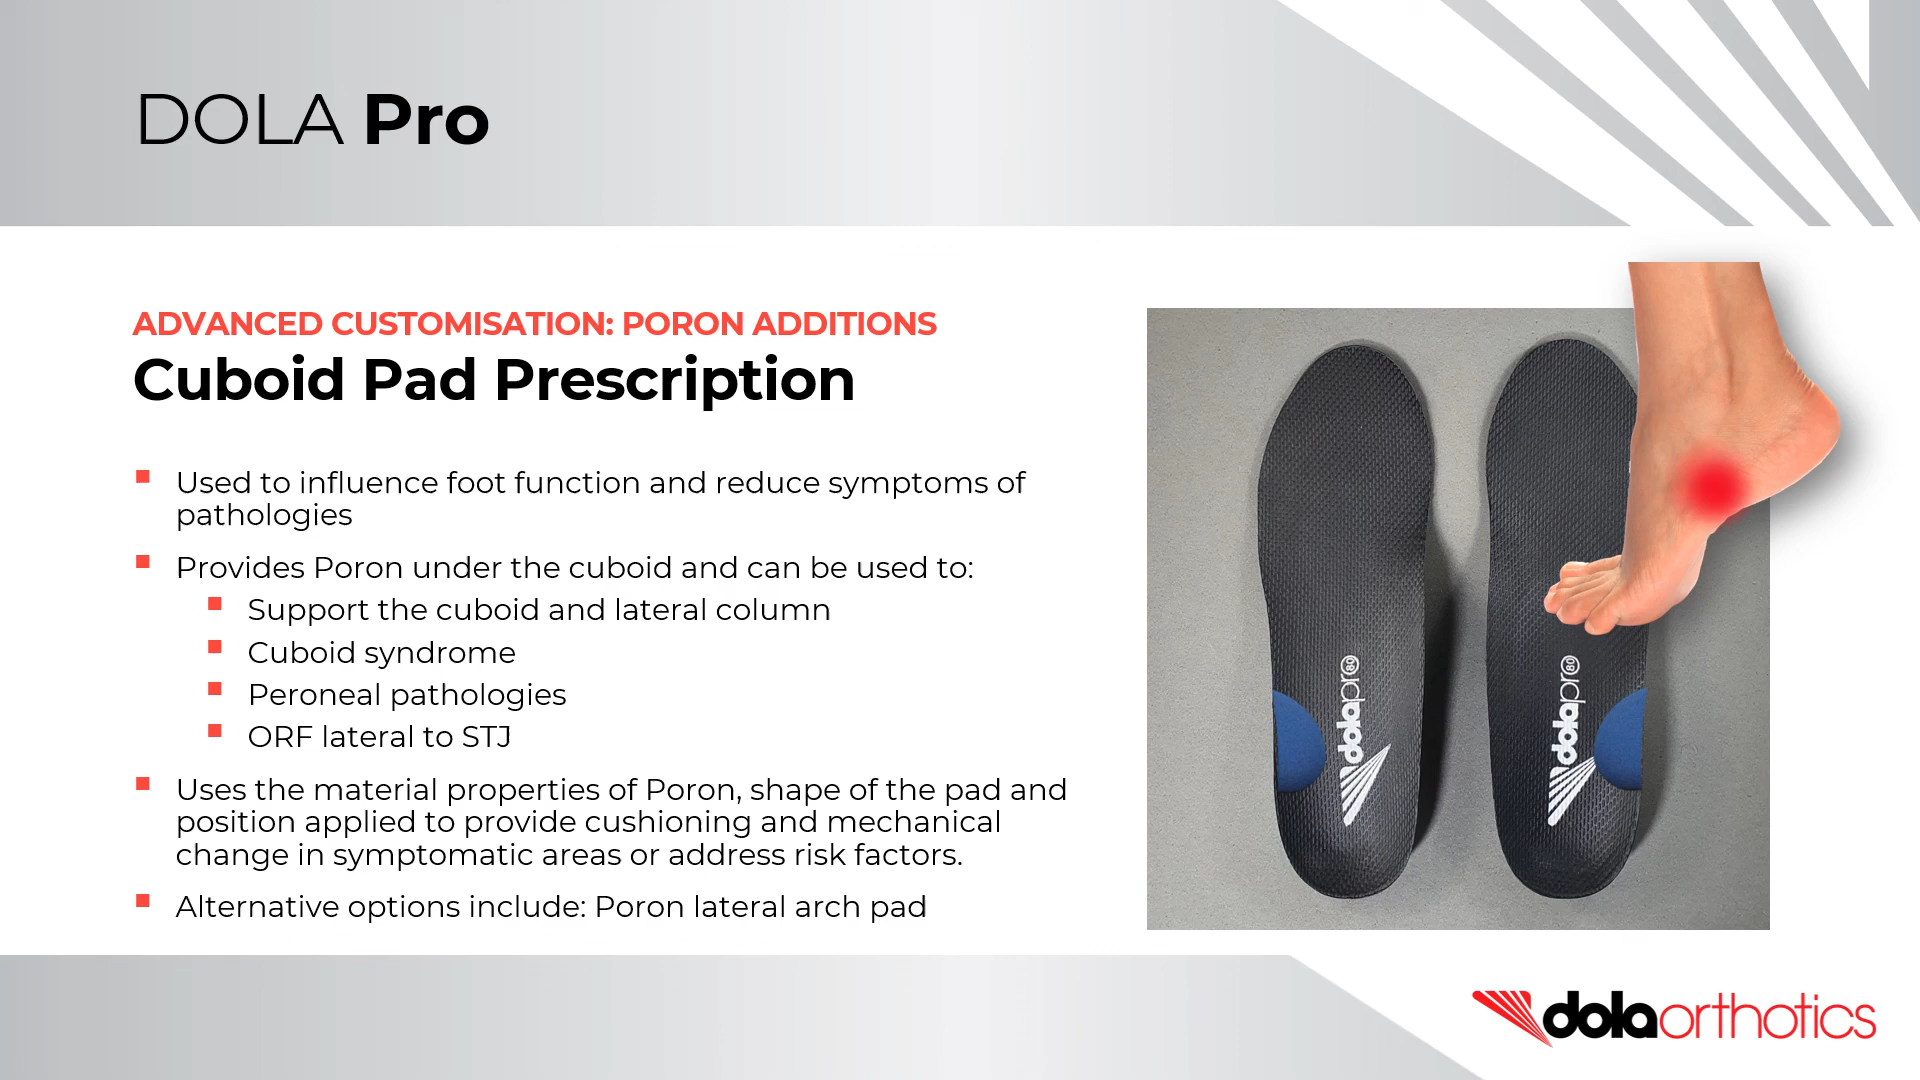 DOLA Pro
ADVANCED CUSTOMISATION: PORON ADDITIONS
Cuboid Pad Prescription
Used to influence foot function and reduce symptoms of
pathologies
Provides Poron under the cuboid and can be used to:
Support the cuboid and lateral column
Cuboid syndrome
Peroneal pathologies
ORF lateral to STJ
Uses the material properties of Poron, shape of the pad and
position applied to provide cushioning and mechanical
change in symptomatic areas or address risk factors.
Alternative options include: Poron lateral arch pad
dolapro80
dolapro80
dolaorthotics